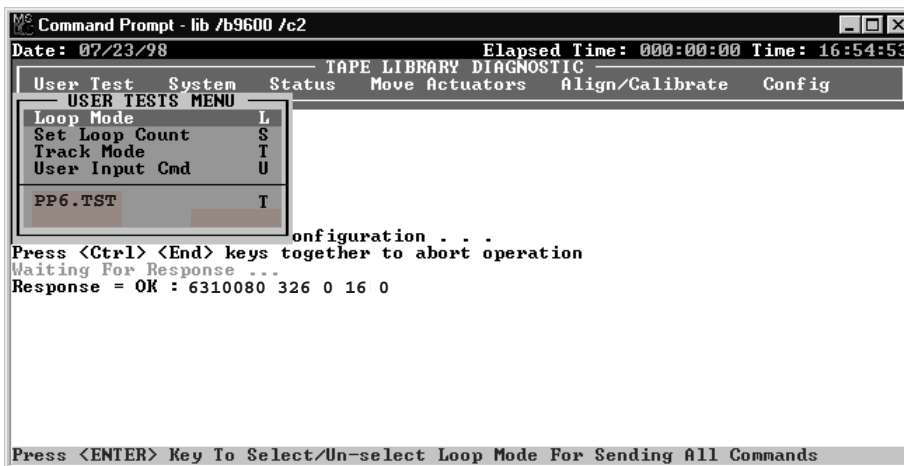 Command Prompt - lib /b9600 /c2
Date: 07/23/98 Elapsed Time: 000:00:00 Time: 16:54:53
TAPE LIBRARY DIAGNOSTIC
User Test System Status Move Actuators Align/Calibrate Config
USER TESTS MENU
Loop Mode L
Set Loop Count S
Track Mode T
User Input Cmd U
PP6.TST T
onfiguration . . .
Press <Ctrl> <End> keys together to abort operation
Waiting For Response ...
Response = OK : 6310080 326 0 16 0
Press <ENTER> Key To Select/Un-select Loop Mode For Sending All Commands